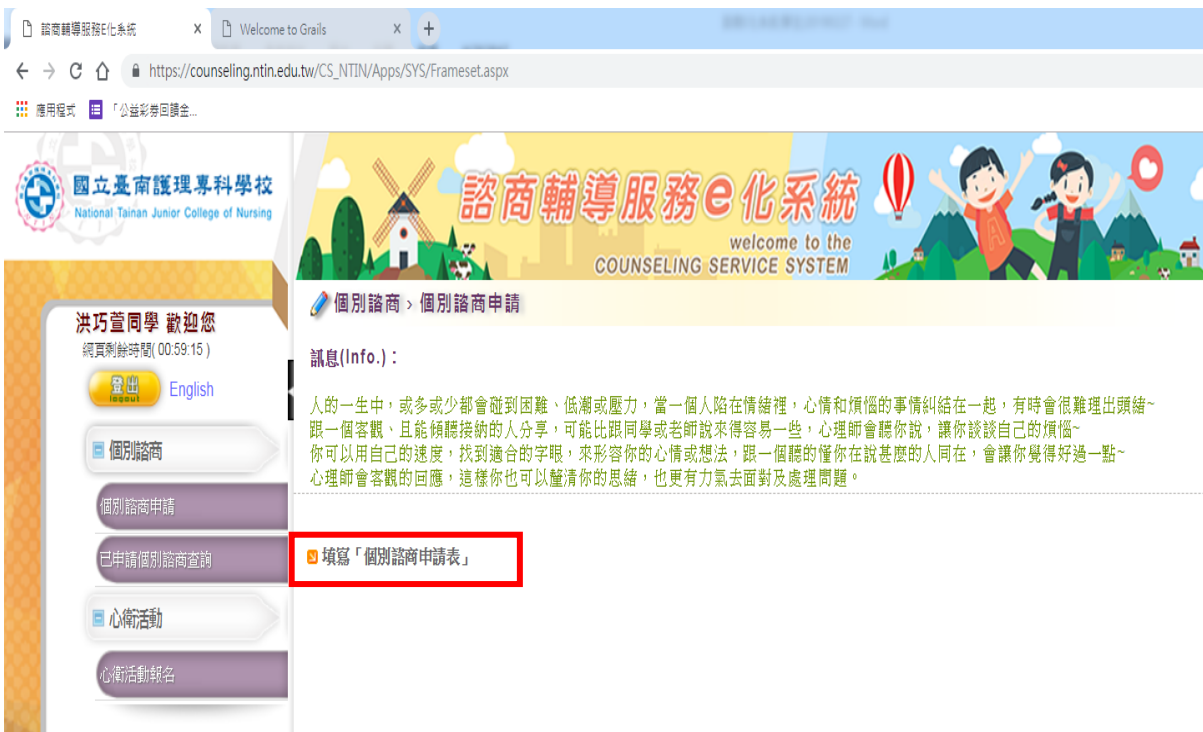 諮商輔導服務E化系統
Welcome to Grails
https://counseling.ntin.edu.tw/CS_NTIN/Apps/SYS/Frameset.aspx
應用程式
「公益彩券回饋金...
國立臺南護理專科學校
National Tainan Junior College of Nursing
諮商輔導服務e化系統
welcome to the
COUNSELING SERVICE SYSTEM
洪巧萱同學 歡迎您
網頁剩餘時間( 00:59:15 )
登出
logout
English
個別諮商
個別諮商申請
已申請個別諮商查詢
心衛活動
心衛活動報名
個別諮商 › 個別諮商申請
訊息(Info.)：
人的一生中，或多或少都會碰到困難、低潮或壓力，當一個人陷在情緒裡，心情和煩惱的事情糾結在一起，有時會很難理出頭緒~
跟一個客觀、且能傾聽接納的人分享，可能比跟同學或老師說來得容易一些，心理師會聽你說，讓你談談自己的煩惱~
你可以用自己的速度，找到適合的字眼，來形容你的心情或想法，跟一個聽的懂你在說甚麼的人同在，會讓你覺得好過一點~
心理師會客觀的回應，這樣你也可以釐清你的思緒，也更有力氣去面對及處理問題。
填寫「個別諮商申請表」